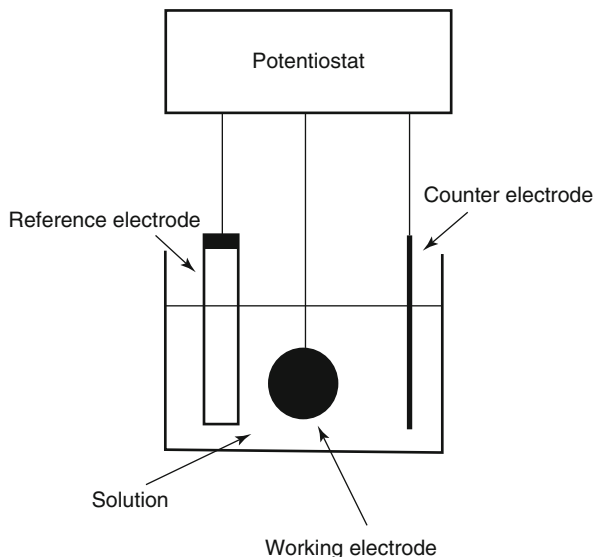 Potentiostat
Counter electrode
Reference electrode
Solution
Working electrode